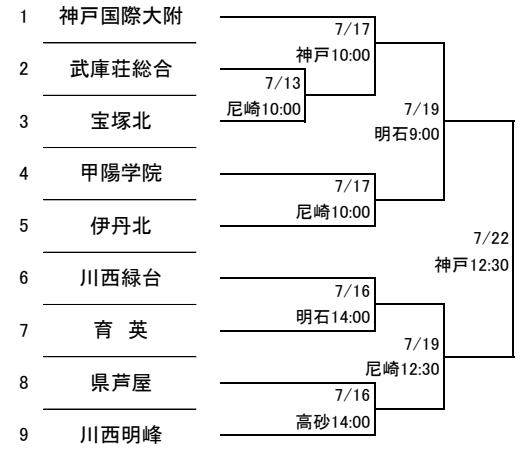 1 神戸国際大附
7/17
神戸10:00
2 武庫荘総合
7/13
尼崎10:00
3 宝塚北
7/19
明石9:00
4 甲陽学院
7/17
尼崎10:00
5 伊丹北
7/22
神戸12:30
6 川西緑台
7/16
明石14:00
7 育 英
7/19
尼崎12:30
8 県芦屋
7/16
高砂14:00
9 川西明峰